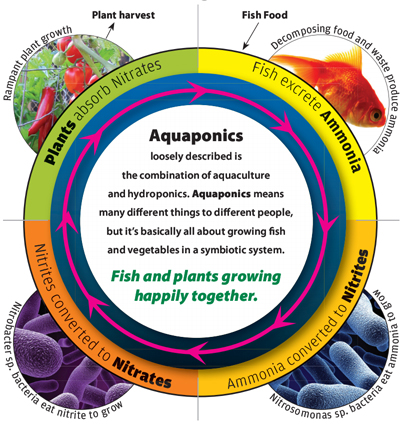 Plant harvest
Fish Food
Rampant plant growth
Decomposing food and waste produce ammonia
Plants absorb Nitrates
Fish excrete Ammonia
Aquaponics
loosely described is
the combination of aquaculture
and hydroponics. Aquaponics means
many different things to different people,
but it's basically all about growing fish
and vegetables in a symbiotic system.
Fish and plants growing
happily together.
Nitrites converted to Nitrates
Ammonia converted to Nitrites
Nitrobacter sp. bacteria eat nitrite to grow
Nitrosomonas sp. bacteria eat ammonia to grow